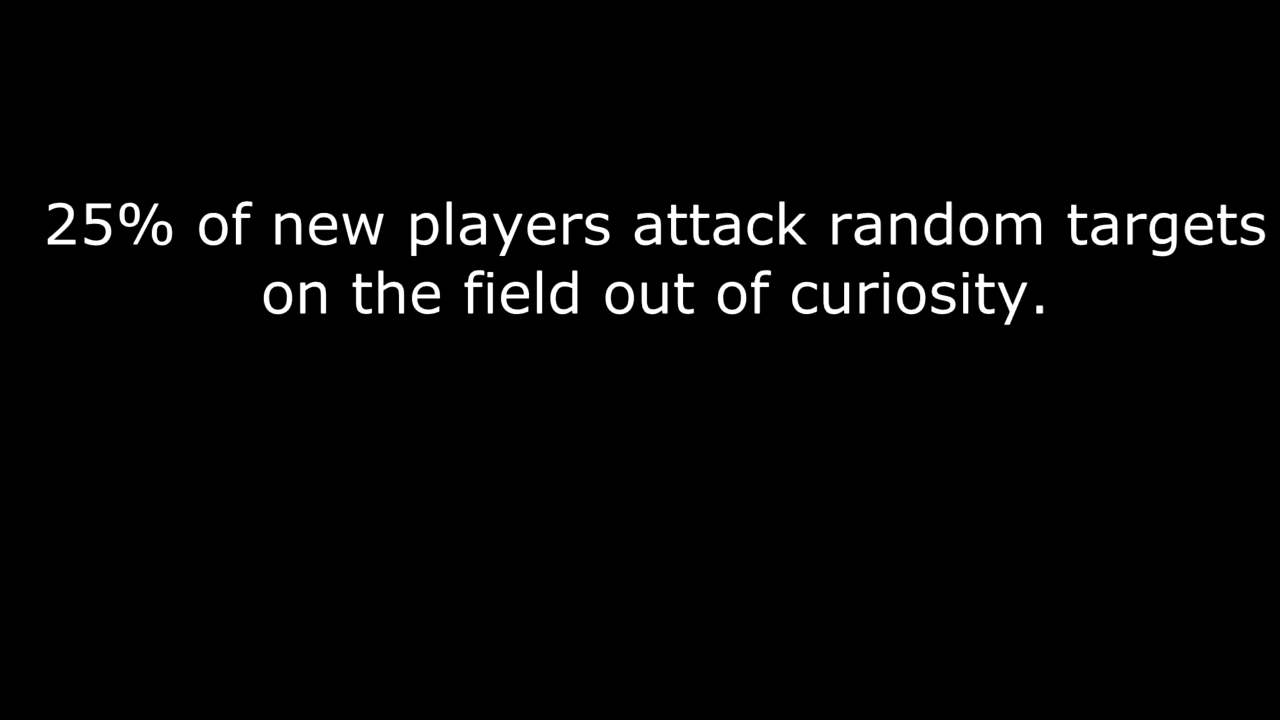 25% of new players attack random targets
on the field out of curiosity.